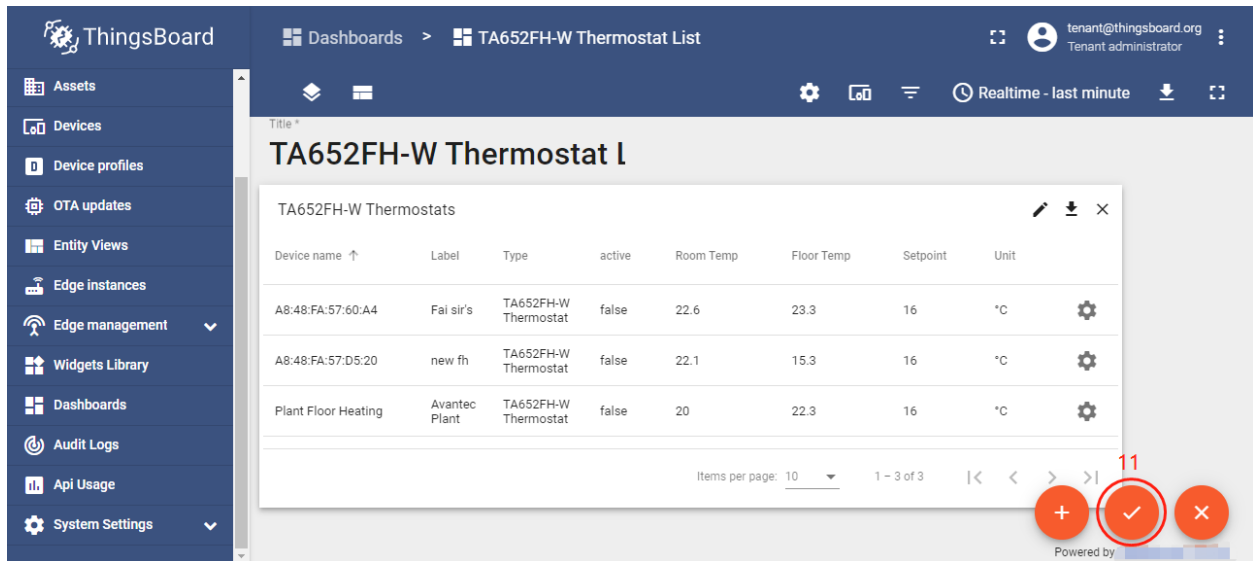 ThingsBoard
Dashboards > TA652FH-W Thermostat List
tenant@thingsboard.org
Tenant administrator
Assets
Devices
Device profiles
OTA updates
Entity Views
Edge instances
Edge management
Widgets Library
Dashboards
Audit Logs
Api Usage
System Settings
Realtime - last minute
Title *
TA652FH-W Thermostat L
TA652FH-W Thermostats
Device name ↑ Label Type active Room Temp Floor Temp Setpoint Unit
A8:48:FA:57:60:A4 Fai sir's TA652FH-W Thermostat false 22.6 23.3 16 °C
A8:48:FA:57:D5:20 new fh TA652FH-W Thermostat false 22.1 15.3 16 °C
Plant Floor Heating Avantec Plant TA652FH-W Thermostat false 20 22.3 16 °C
Items per page: 10 1 – 3 of 3
11
Powered by